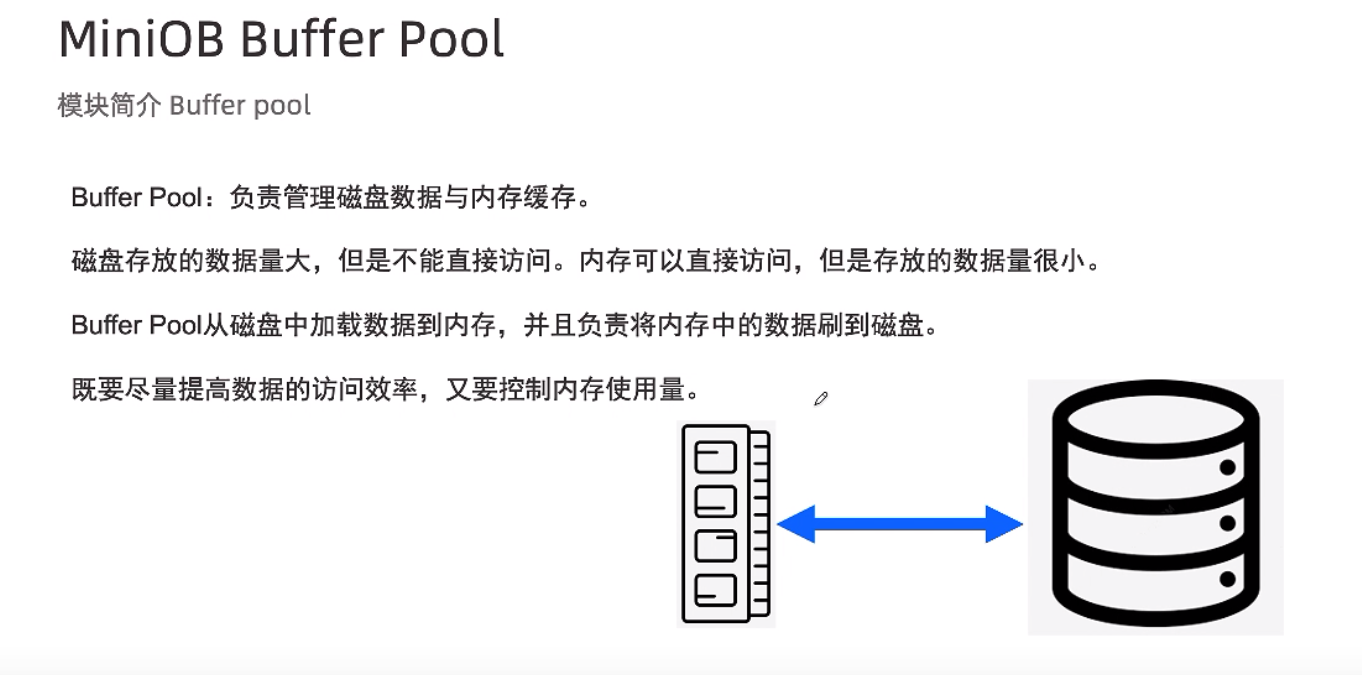 MiniOB Buffer Pool
模块简介 Buffer pool
Buffer Pool：负责管理磁盘数据与内存缓存。
磁盘存放的数据量大，但是不能直接访问。内存可以直接访问，但是存放的数据量很小。
Buffer Pool从磁盘中加载数据到内存，并且负责将内存中的数据刷到磁盘。
既要尽量提高数据的访问效率，又要控制内存使用量。